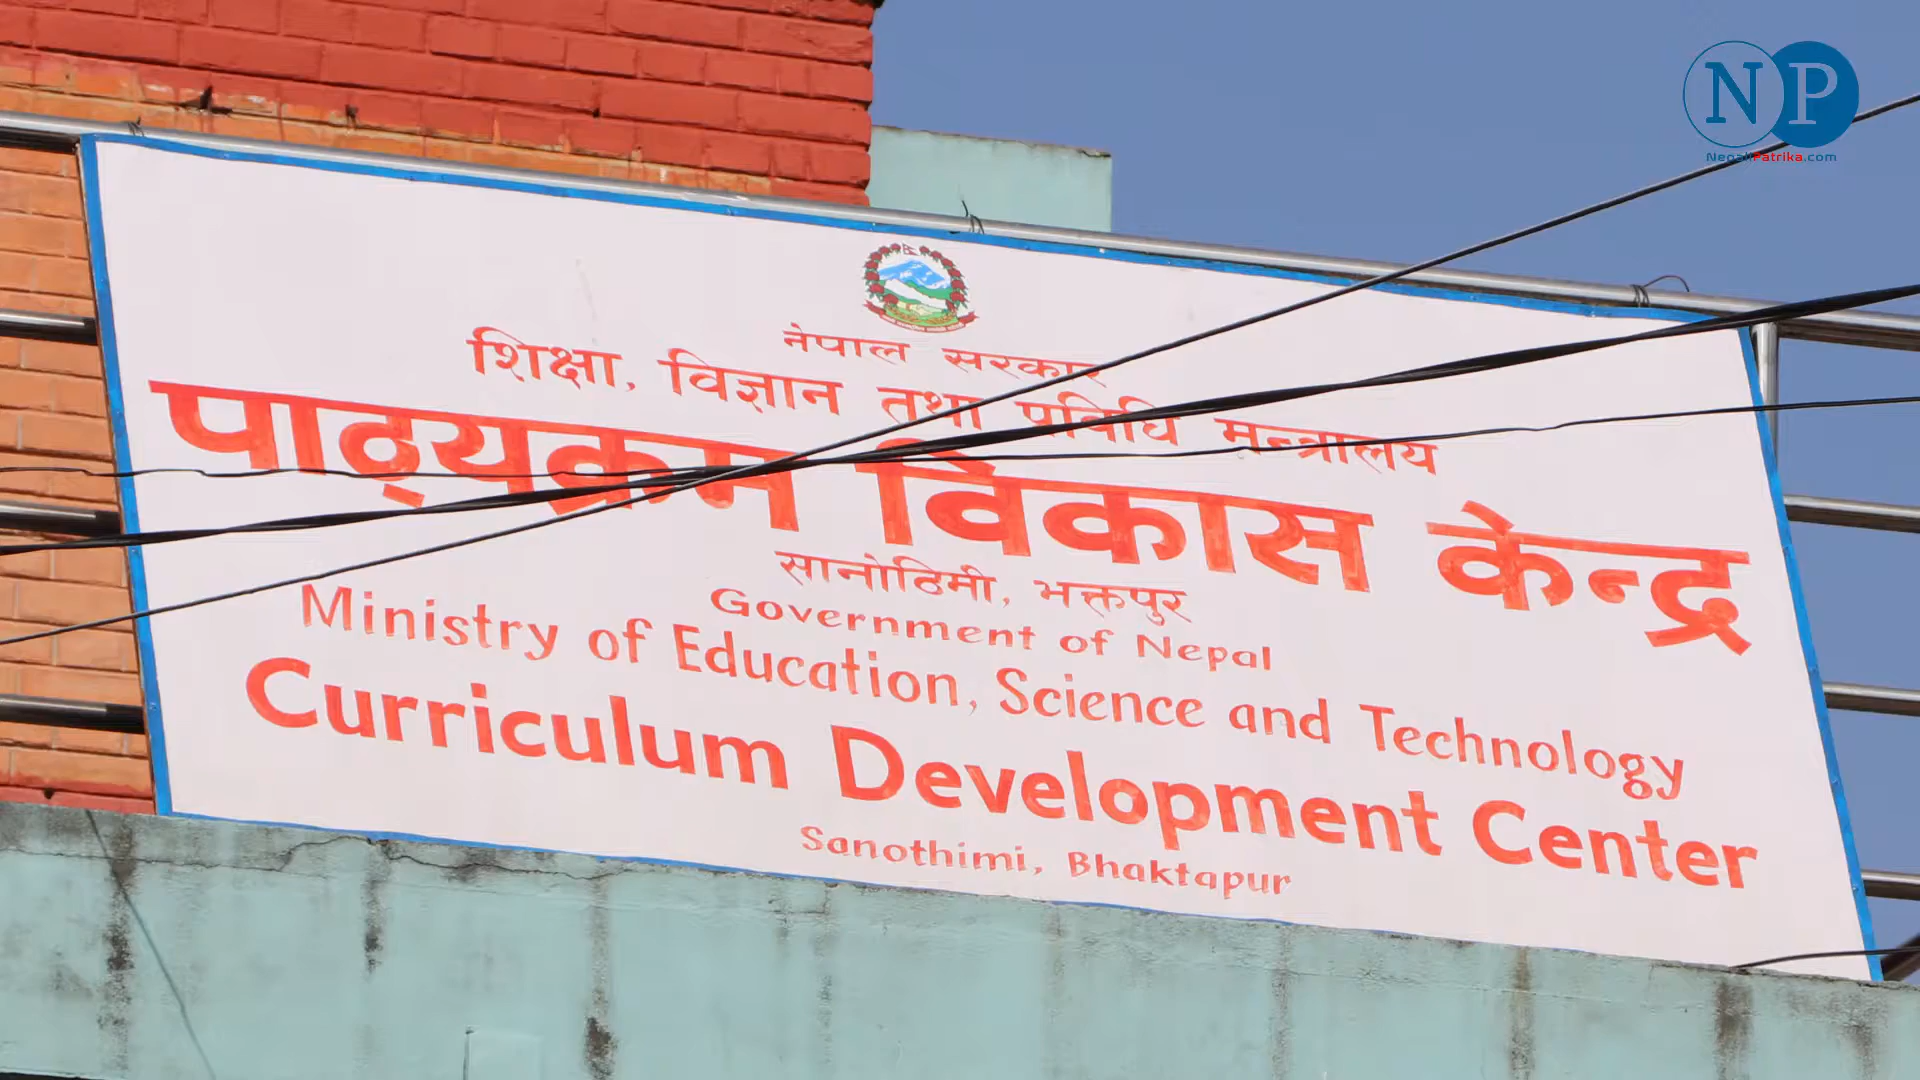 NP
NepaliPatrika.com
नेपाल सरकार
शिक्षा, विज्ञान तथा प्रविधि मन्त्रालय
पाठ्यक्रम विकास केन्द्र
सानोठिमी, भक्तपुर
Government of Nepal
Ministry of Education, Science and Technology
Curriculum Development Center
Sanothimi, Bhaktapur